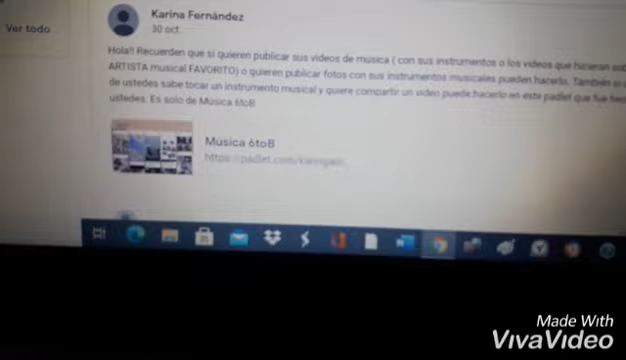 Ver todo
Karina Fernández
30 oct.
Hola!! Recuerden que si quieren publicar sus videos de musica ( con sus instrumentos o los videos que hicieron
ARTISTA musical FAVORITO) o quieren publicar fotos con sus instrumentos musicales pueden hacerlo. También si
de ustedes sabe tocar un instrumento musical y quiere compartir un video puede hacerlo en este padlet que fue
ustedes. Es solo de Música 6toB
Música 6toB
https://padlet.com/
Made With
VivaVideo